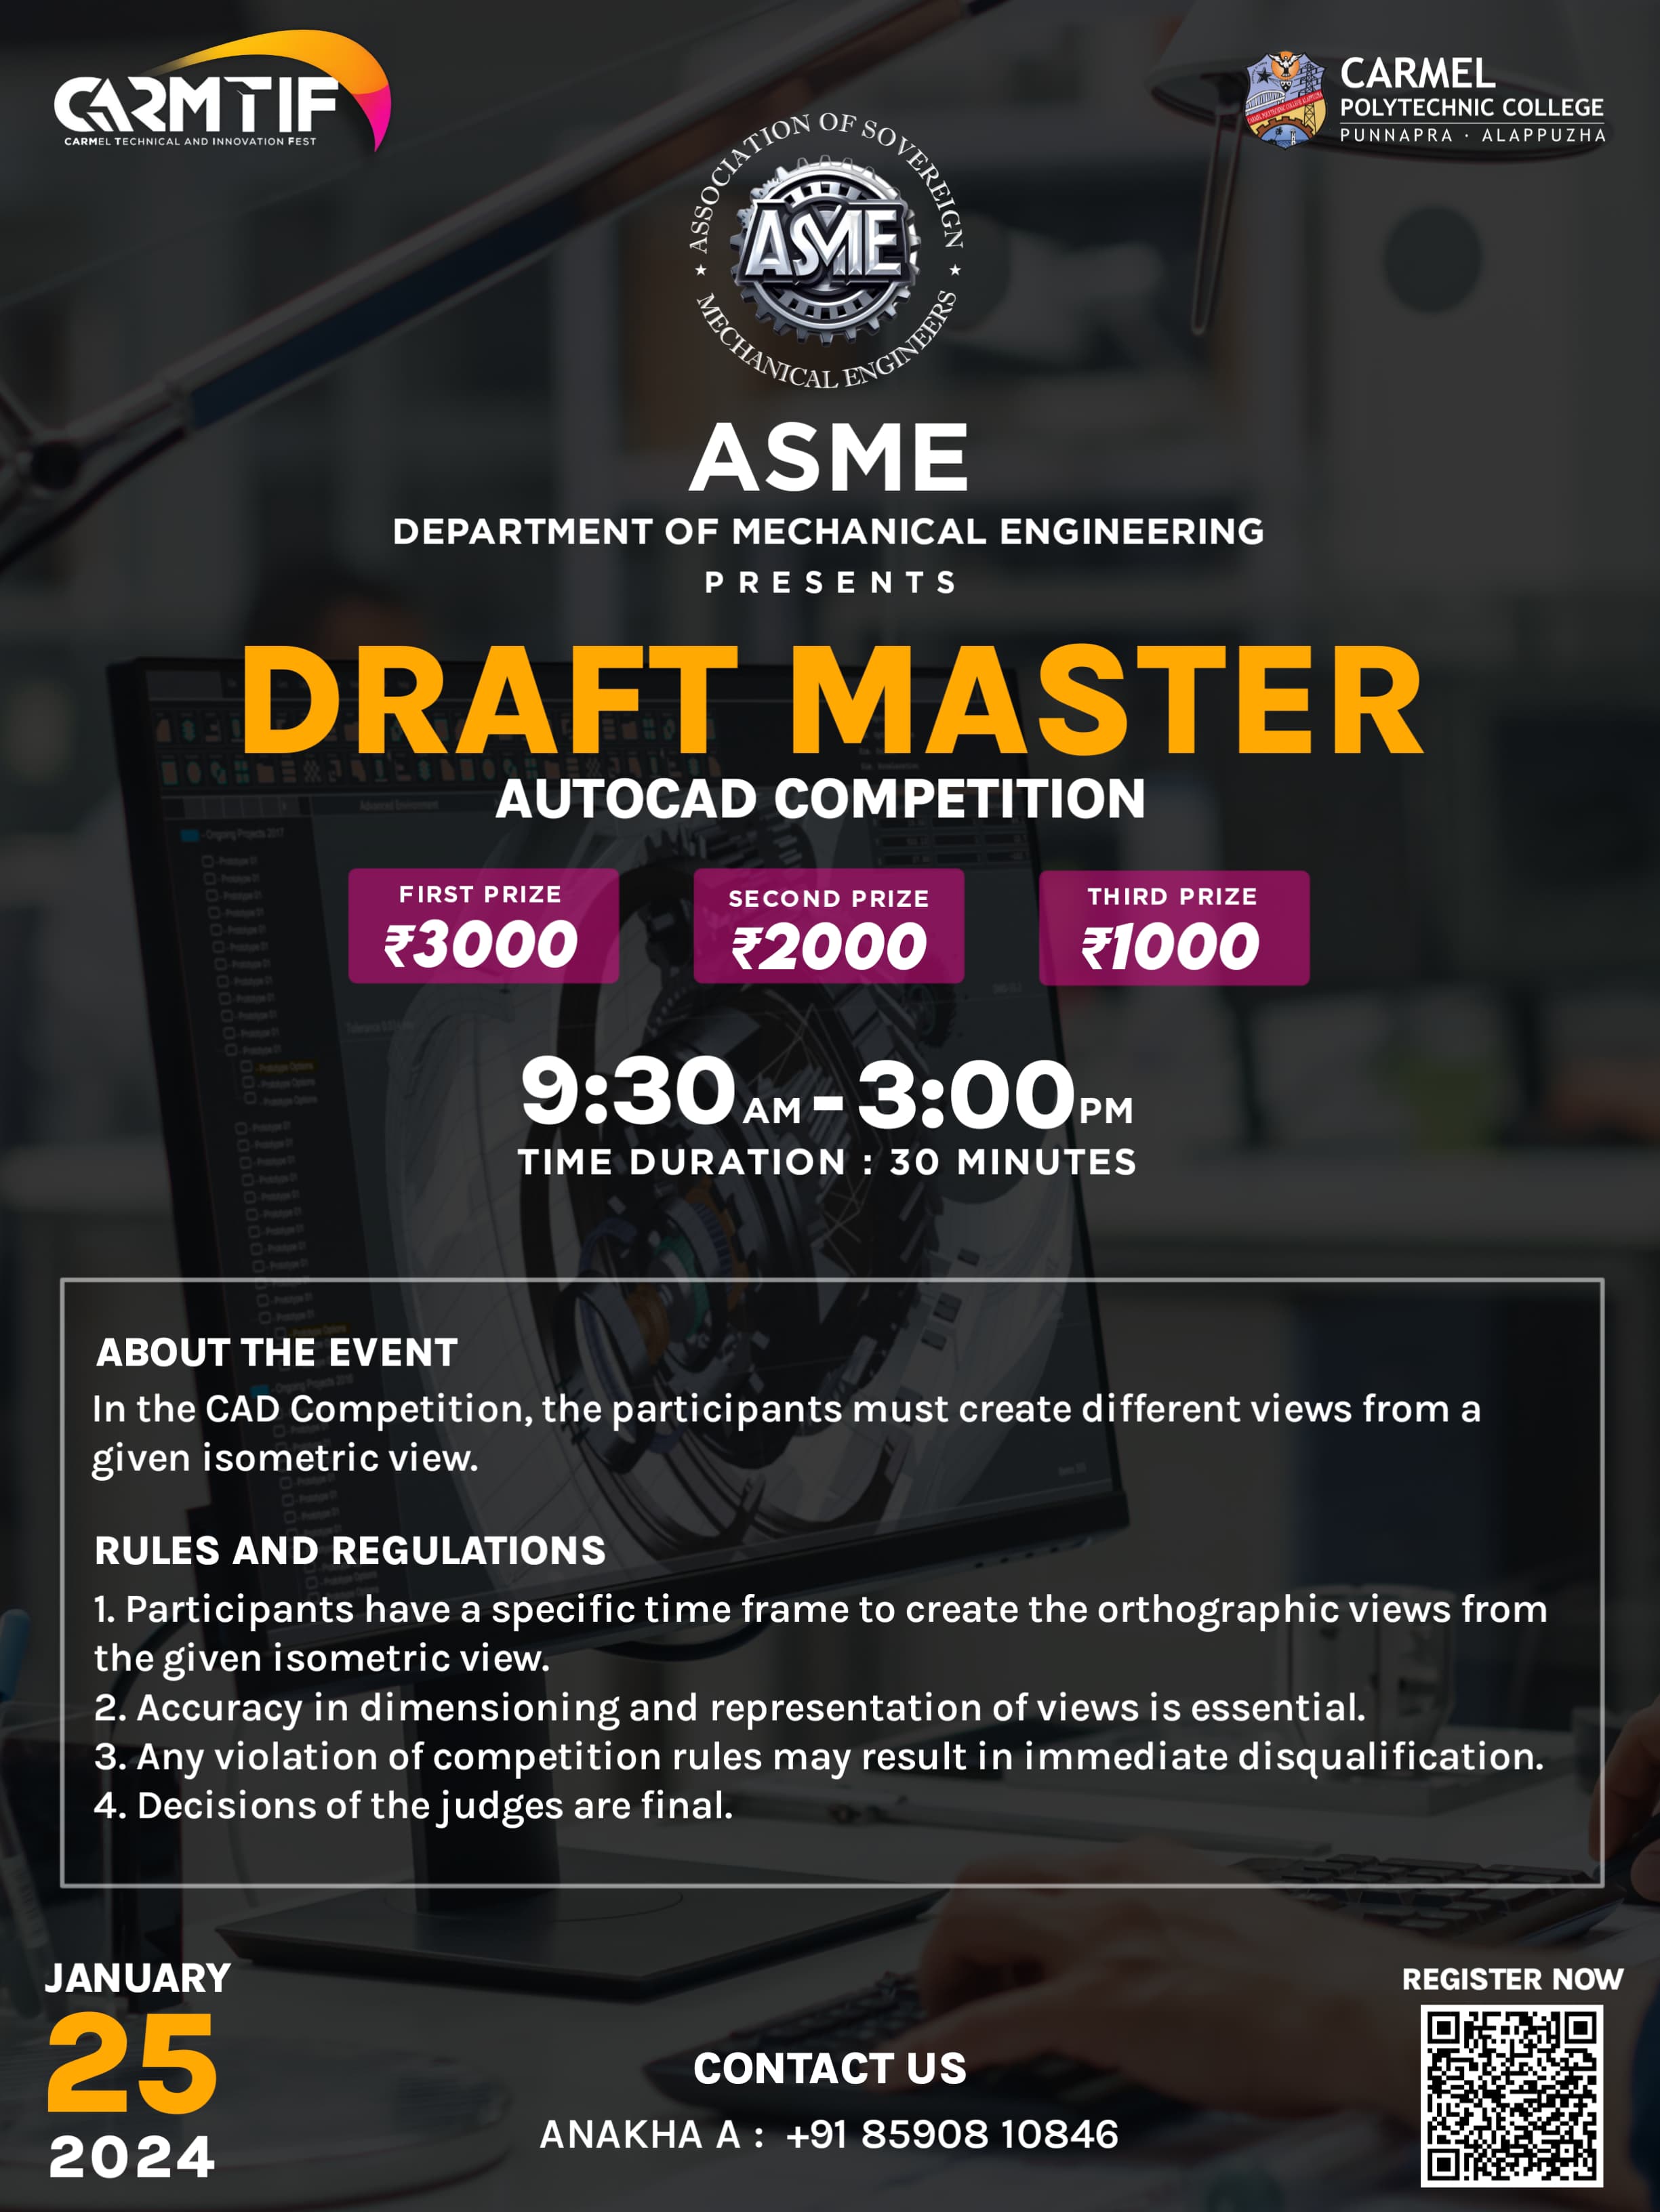 CARMTIF
CARMEL TECHNICAL AND INNOVATION FEST
CARMEL
POLYTECHNIC COLLEGE
PUNNAPRA · ALAPPUZHA
ASSOCIATION OF SOVEREIGN
ASME
MECHANICAL ENGINEERS
ASME
DEPARTMENT OF MECHANICAL ENGINEERING
PRESENTS
DRAFT MASTER
AUTOCAD COMPETITION
FIRST PRIZE
₹3000
SECOND PRIZE
₹2000
THIRD PRIZE
₹1000
9:30 AM - 3:00 PM
TIME DURATION : 30 MINUTES
ABOUT THE EVENT
In the CAD Competition, the participants must create different views from a
given isometric view.
RULES AND REGULATIONS
1. Participants have a specific time frame to create the orthographic views from
the given isometric view.
2. Accuracy in dimensioning and representation of views is essential.
3. Any violation of competition rules may result in immediate disqualification.
4. Decisions of the judges are final.
JANUARY
25
2024
CONTACT US
ANAKHA A : +91 85908 10846
REGISTER NOW